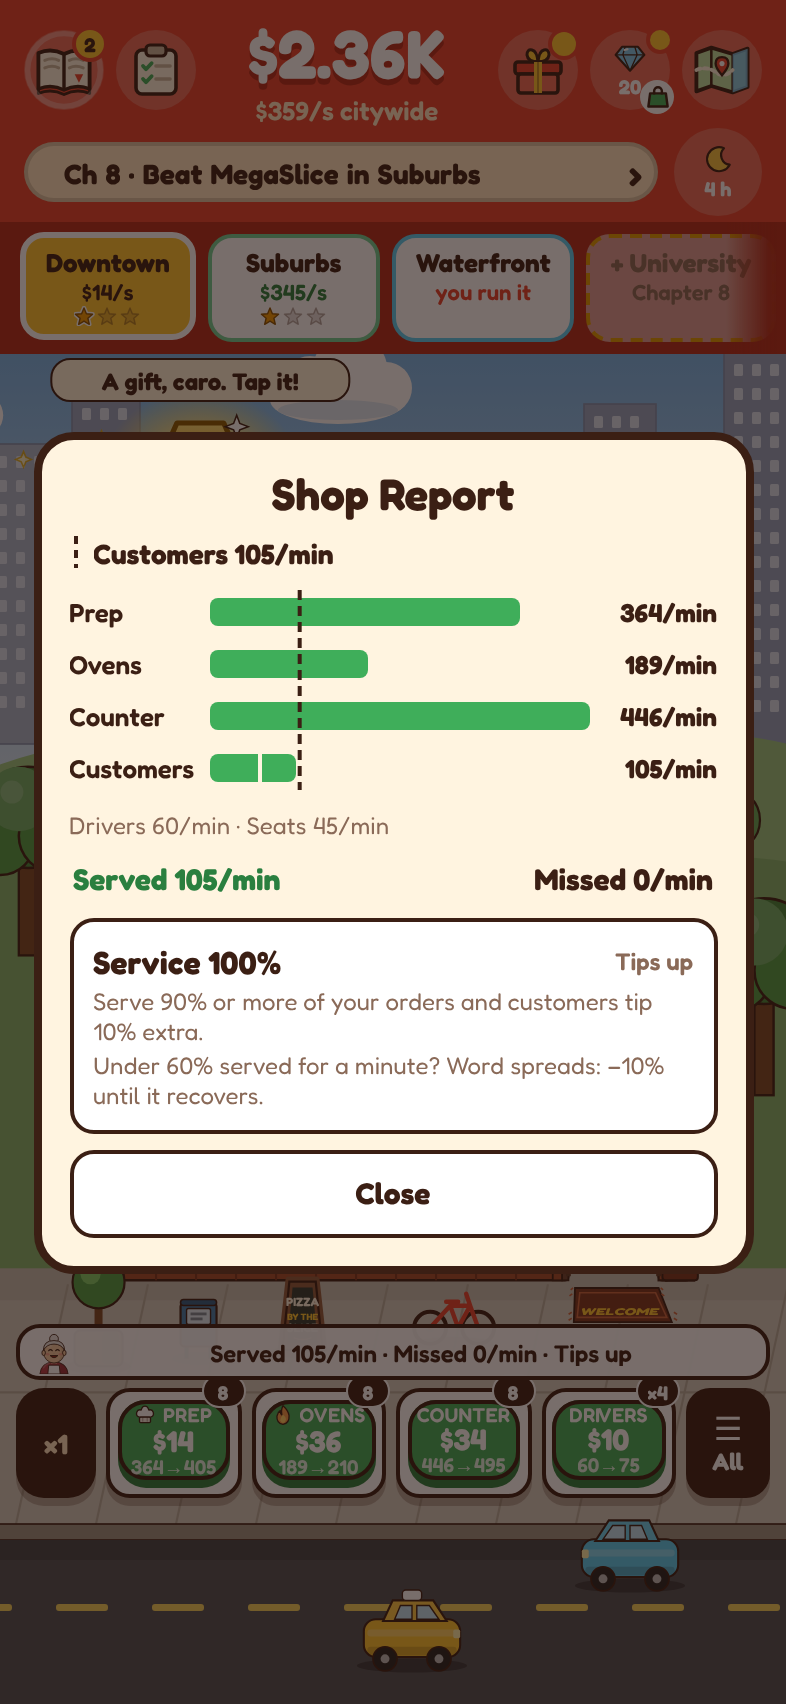 2
$2.36K
$359/s citywide
20
Ch 8 · Beat MegaSlice in Suburbs
4 h
Downtown
$14/s
Suburbs
$345/s
Waterfront
you run it
+ University
Chapter 8
A gift, caro. Tap it!
Shop Report
Customers 105/min
Prep 364/min
Ovens 189/min
Counter 446/min
Customers 105/min
Drivers 60/min · Seats 45/min
Served 105/min Missed 0/min
Service 100% Tips up
Serve 90% or more of your orders and customers tip
10% extra.
Under 60% served for a minute? Word spreads: –10%
until it recovers.
Close
PIZZA
BY THE
WELCOME
Served 105/min · Missed 0/min · Tips up
x1
8
PREP
$14
364→405
8
OVENS
$36
189→210
8
COUNTER
$34
446→495
x4
DRIVERS
$10
60→75
All